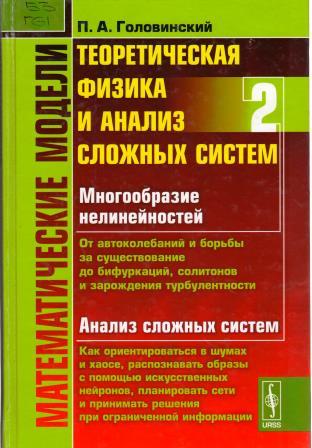 53
Г61
П. А. Головинский
МАТЕМАТИЧЕСКИЕ МОДЕЛИ
ТЕОРЕТИЧЕСКАЯ
ФИЗИКА
И АНАЛИЗ
СЛОЖНЫХ СИСТЕМ
2
Многообразие
нелинейностей
От автоколебаний и борьбы
за существование
до бифуркаций, солитонов
и зарождения турбулентности
Анализ сложных систем
Как ориентироваться в шумах
и хаосе, распознавать образы
с помощью искусственных
нейронов, планировать сети
и принимать решения
при ограниченной информации
URSS